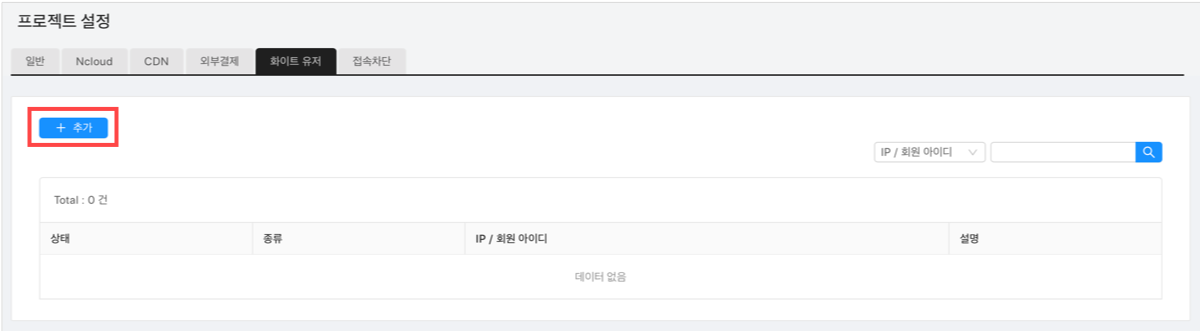 프로젝트 설정
일반 Ncloud CDN 외부결제 화이트 유저 접속차단
+ 추가
IP / 회원 아이디
Total : 0 건
상태 종류 IP / 회원 아이디 설명
데이터 없음